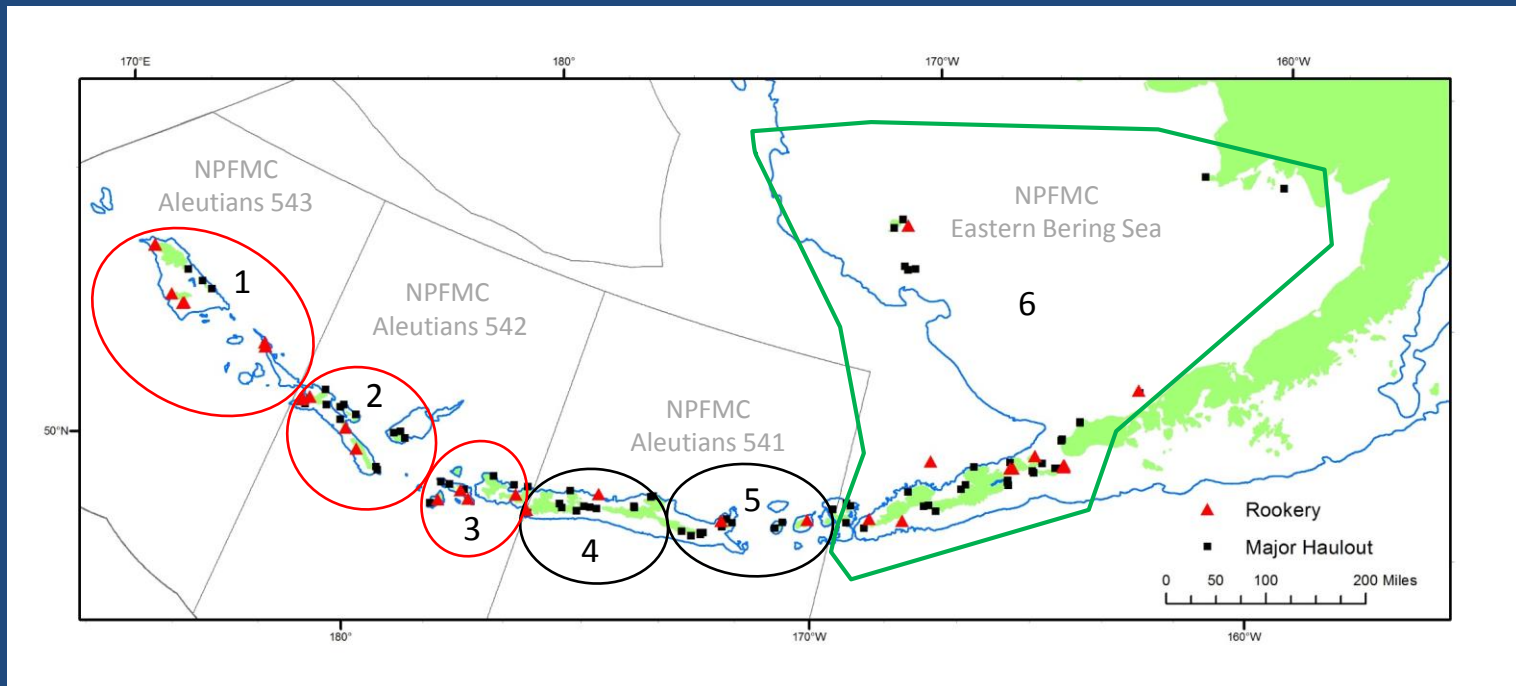 170°E
180°
170°W
160°W
NPFMC
Aleutians 543
NPFMC
Eastern Bering Sea
1
NPFMC
Aleutians 542
6
2
NPFMC
Aleutians 541
50°N
5
3
4
Rookery
Major Haulout
0 50 100 200 Miles
180°
170°W
160°W